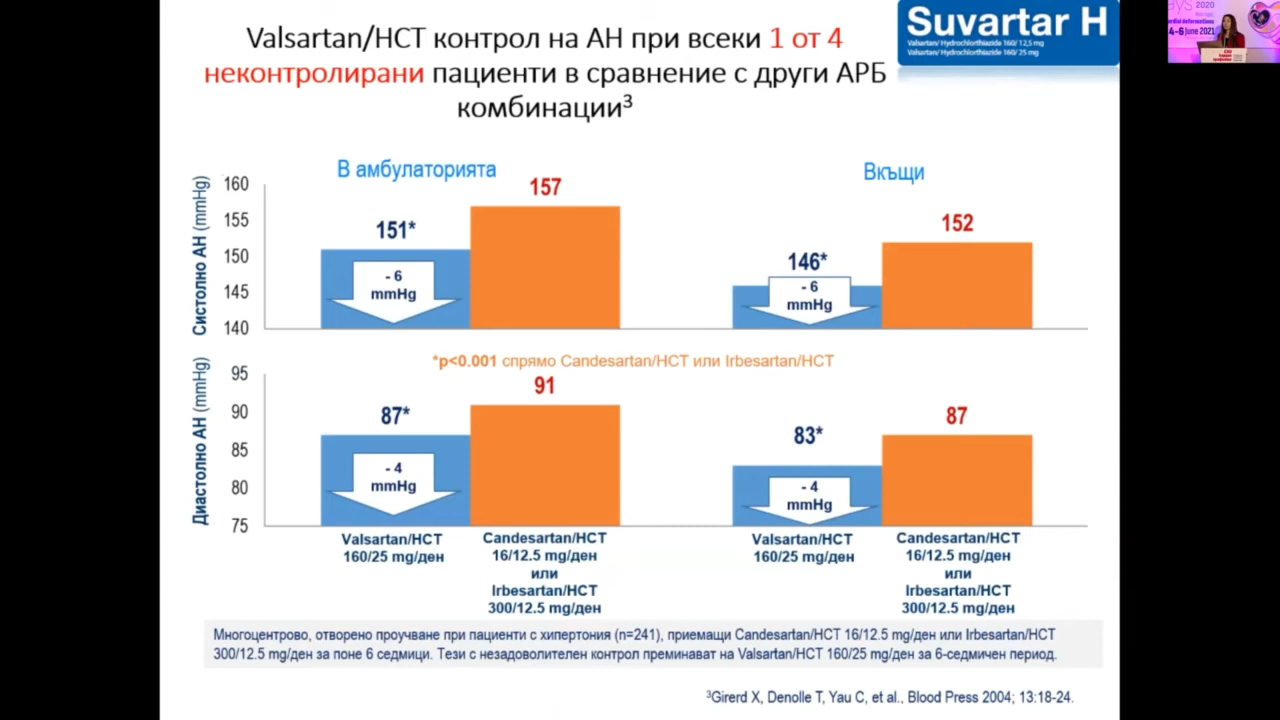 Valsartan/HCT контрол на АН при всеки 1 от 4
неконтролирани пациенти в сравнение с други АРБ
комбинации³
Suvartar H
Valsartan/ Hydrochlorthiazide 160/ 12,5 mg
Valsartan/ Hydrochlorthiazide 160/ 25 mg
2020
4-6 June 2021
В амбулаторията
Вкъщи
Систолно АН (mmHg)
160
155
150
145
140
151*
157
- 6
mmHg
146*
152
- 6
mmHg
*p<0.001 спрямо Candesartan/HCT или Irbesartan/HCT
Диастолно АН (mmHg)
95
90
85
80
75
87*
91
- 4
mmHg
83*
87
- 4
mmHg
Valsartan/HCT
160/25 mg/ден
Candesartan/HCT
16/12.5 mg/ден
или
Irbesartan/HCT
300/12.5 mg/ден
Valsartan/HCT
160/25 mg/ден
Candesartan/HCT
16/12.5 mg/ден
или
Irbesartan/HCT
300/12.5 mg/ден
Многоцентрово, отворено проучване при пациенти с хипертония (n=241), приемащи Candesartan/HCT 16/12.5 mg/ден или Irbesartan/HCT
300/12.5 mg/ден за поне 6 седмици. Тези с незадоволителен контрол преминават на Valsartan/HCT 160/25 mg/ден за 6-седмичен период.
³Girerd X, Denolle T, Yau C, et al., Blood Press 2004; 13:18-24.